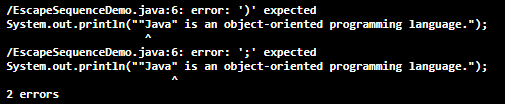 /EscapeSequenceDemo.java:6: error: ')' expected
System.out.println(""Java" is an object-oriented programming language.");
^
/EscapeSequenceDemo.java:6: error: ';' expected
System.out.println(""Java" is an object-oriented programming language.");
^
2 errors